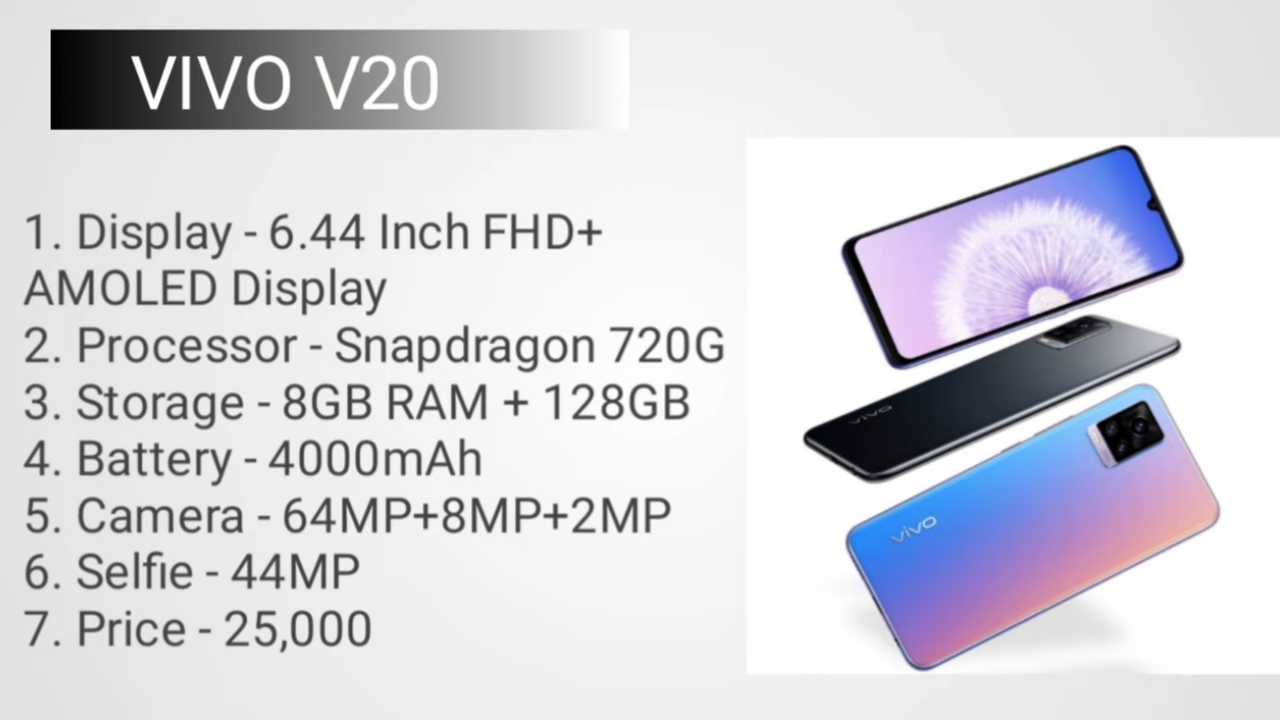 VIVO V20
1. Display - 6.44 Inch FHD+
AMOLED Display
2. Processor - Snapdragon 720G
3. Storage - 8GB RAM + 128GB
4. Battery - 4000mAh
5. Camera - 64MP+8MP+2MP
6. Selfie - 44MP
7. Price - 25,000
vivo
vivo